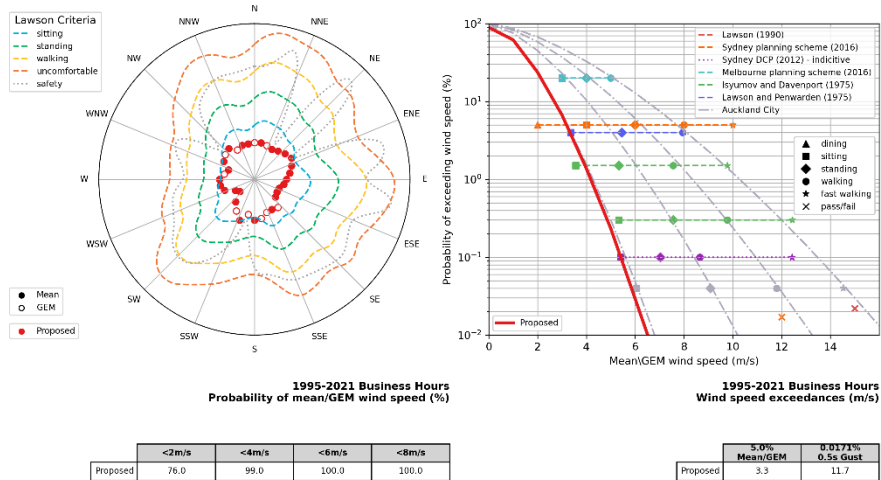 Lawson Criteria
sitting
standing
walking
uncomfortable
safety
N
NNE
NE
ENE
E
ESE
SE
SSE
S
SSW
SW
WSW
W
WNW
NW
NNW
Mean
GEM
Proposed
Probability of exceeding wind speed (%)
10²
10¹
10⁰
10⁻¹
10⁻²
0 2 4 6 8 10 12 14
Mean\GEM wind speed (m/s)
Lawson (1990)
Sydney planning scheme (2016)
Sydney DCP (2012) - indicitive
Melbourne planning scheme (2016)
Isyumov and Davenport (1975)
Lawson and Penwarden (1975)
Auckland City
dining
sitting
standing
walking
fast walking
pass/fail
Proposed
1995-2021 Business Hours
Probability of mean/GEM wind speed (%)
<2m/s <4m/s <6m/s <8m/s
Proposed 76.0 99.0 100.0 100.0
1995-2021 Business Hours
Wind speed exceedances (m/s)
5.0% 0.0171%
Mean/GEM 0.5s Gust
Proposed 3.3 11.7